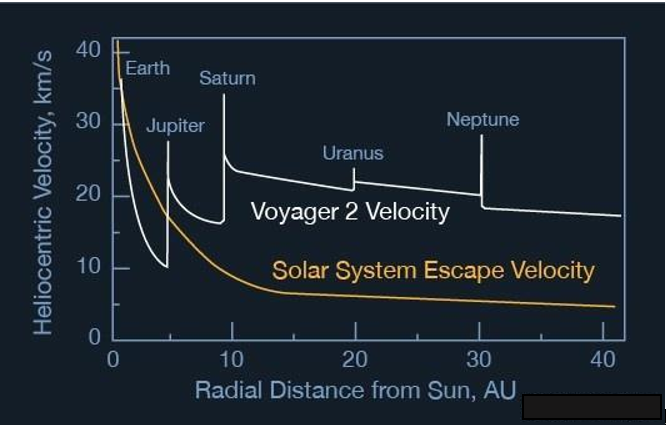 Heliocentric Velocity, km/s
40
30
20
10
0
Earth
Jupiter
Saturn
Uranus
Neptune
Voyager 2 Velocity
Solar System Escape Velocity
0 10 20 30 40
Radial Distance from Sun, AU